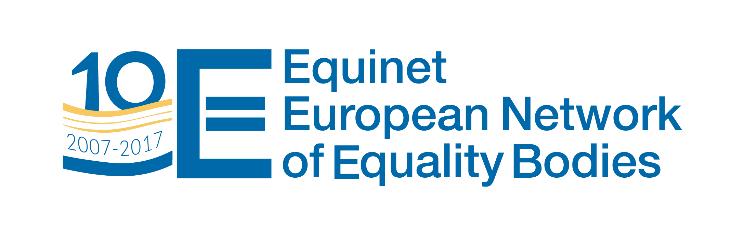 10
2007-2017
E
Equinet
European Network
of Equality Bodies